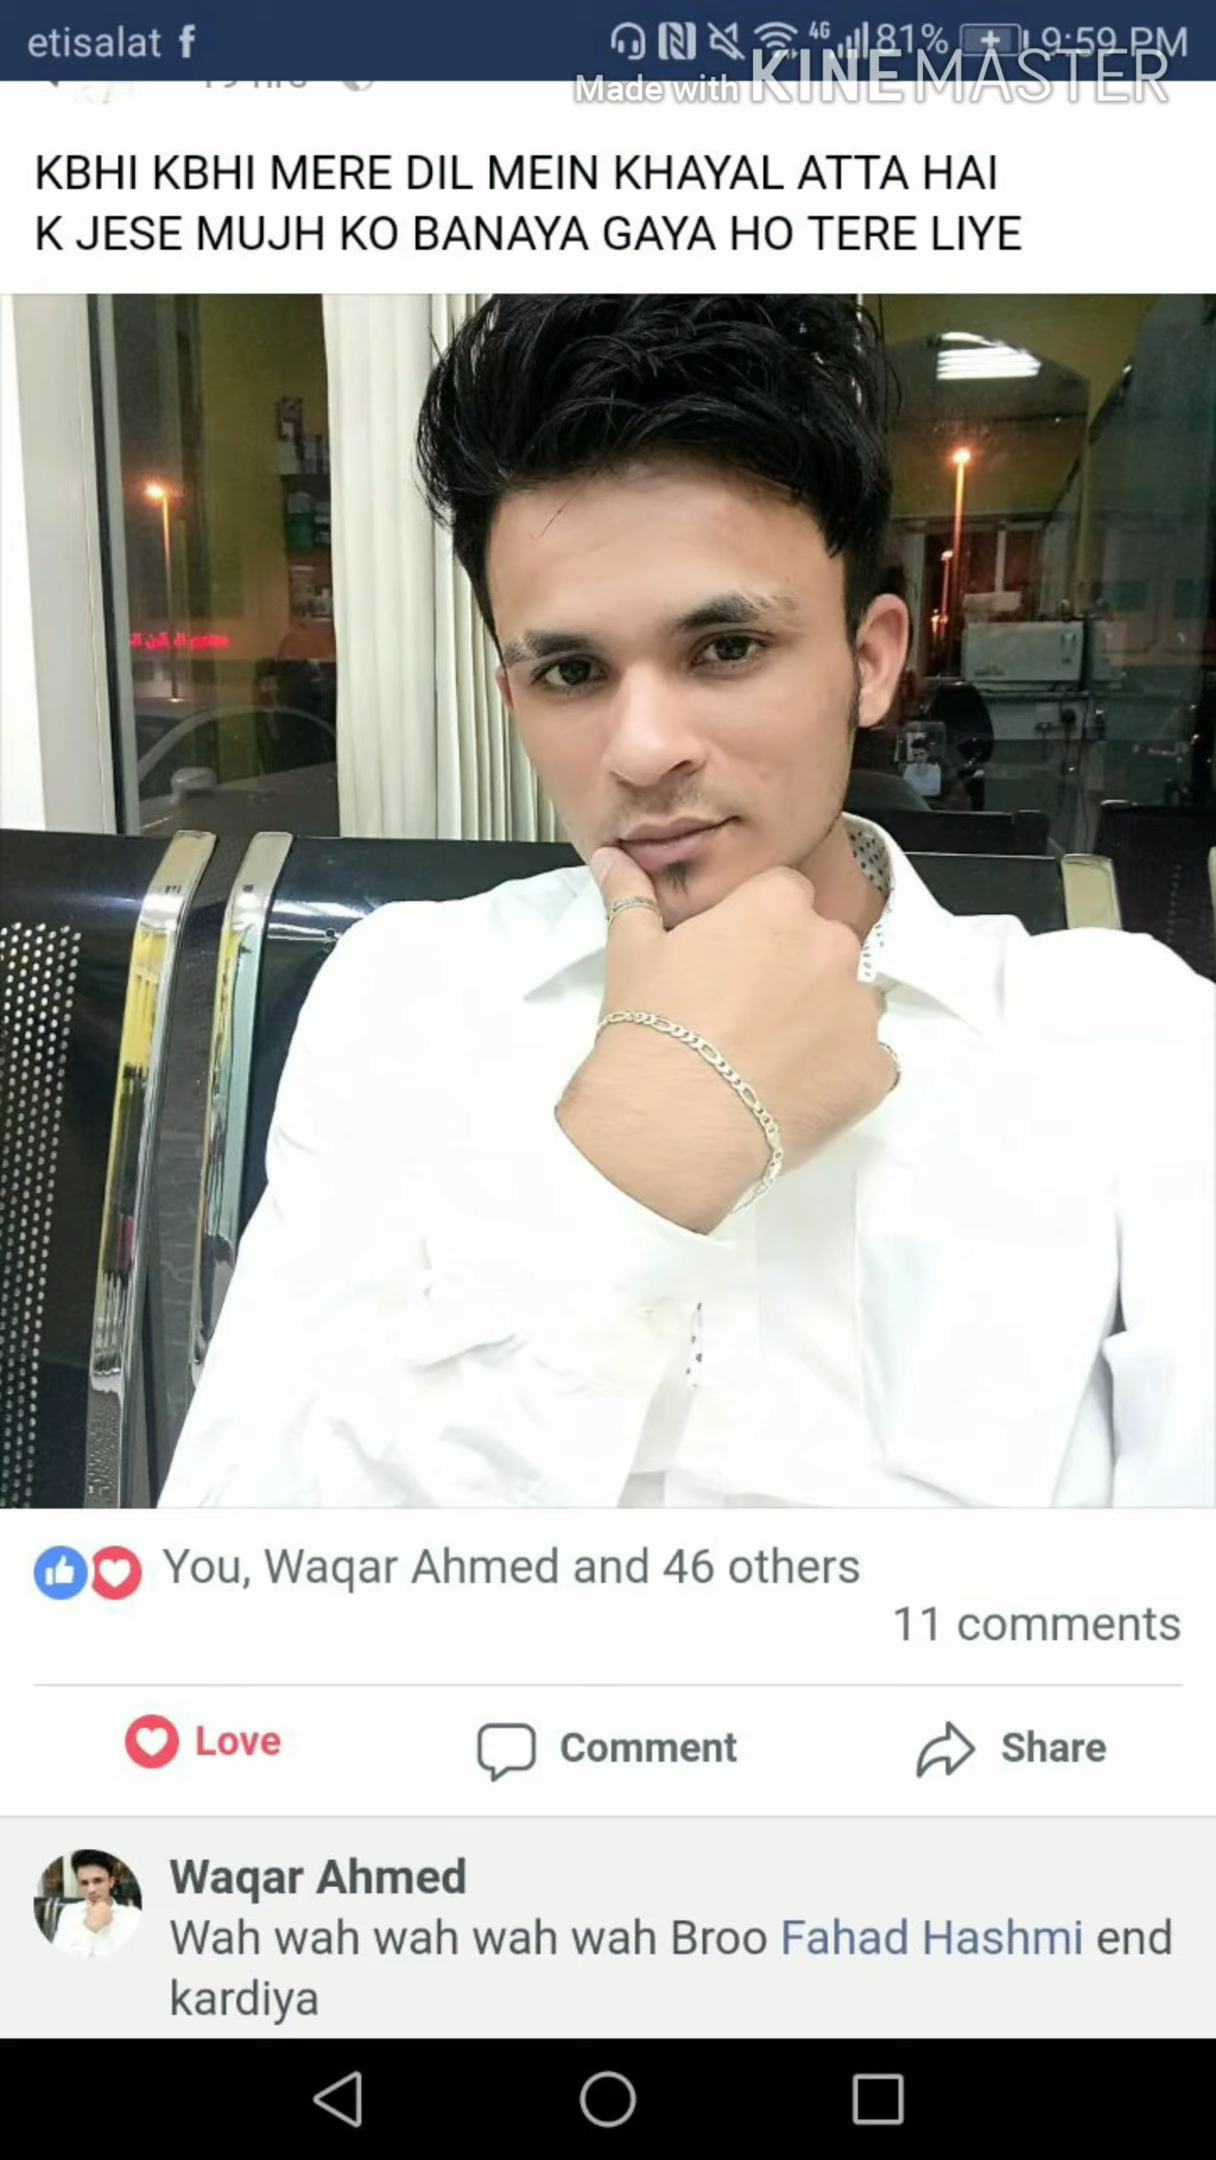 etisalat f
4G 81% 9:59 PM
Made with KINEMASTER
KBHI KBHI MERE DIL MEIN KHAYAL ATTA HAI
K JESE MUJH KO BANAYA GAYA HO TERE LIYE
You, Waqar Ahmed and 46 others
11 comments
Love
Comment
Share
Waqar Ahmed
Wah wah wah wah wah Broo Fahad Hashmi end
kardiya